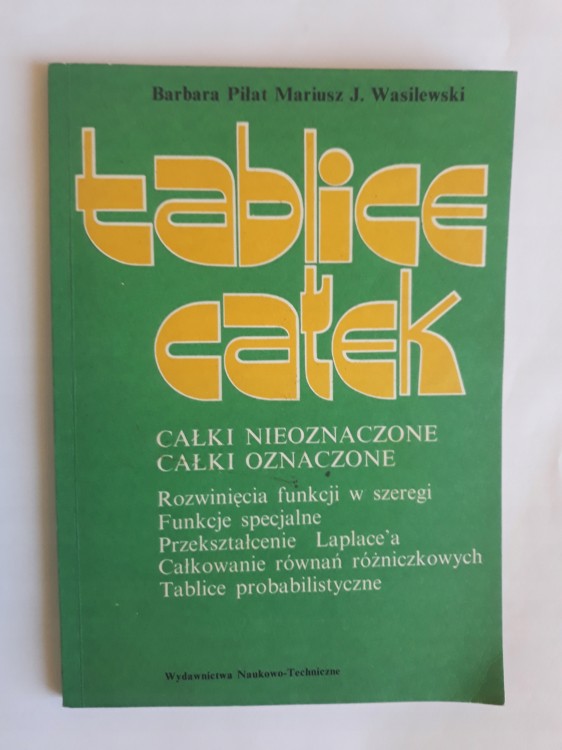 Barbara Piłat Mariusz J. Wasilewski
tablice
całek
CAŁKI NIEOZNACZONE
CAŁKI OZNACZONE
Rozwinięcia funkcji w szeregi
Funkcje specjalne
Przekształcenie Laplace'a
Całkowanie równań różniczkowych
Tablice probabilistyczne
Wydawnictwa Naukowo-Techniczne